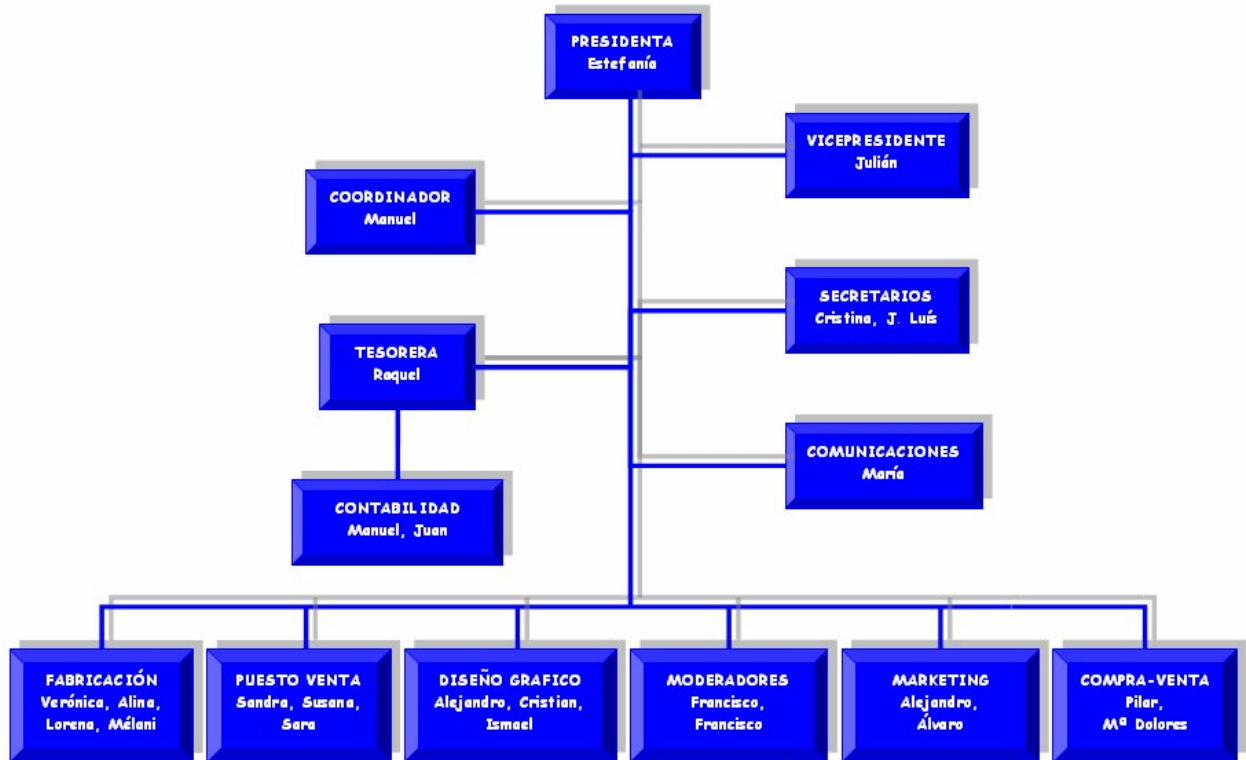 PRESIDENTA
Estefanía
VICEPRESIDENTE
Julián
COORDINADOR
Manuel
SECRETARIOS
Cristina, J. Luís
TESORERA
Raquel
COMUNICACIONES
María
CONTABILIDAD
Manuel, Juan
FABRICACIÓN
Verónica, Alina,
Lorena, Mélani
PUESTO VENTA
Sandra, Susana,
Sara
DISEÑO GRAFICO
Alejandro, Cristian,
Ismael
MODERADORES
Francisco,
Francisco
MARKETING
Alejandro,
Álvaro
COMPRA-VENTA
Pilar,
Mª Dolores